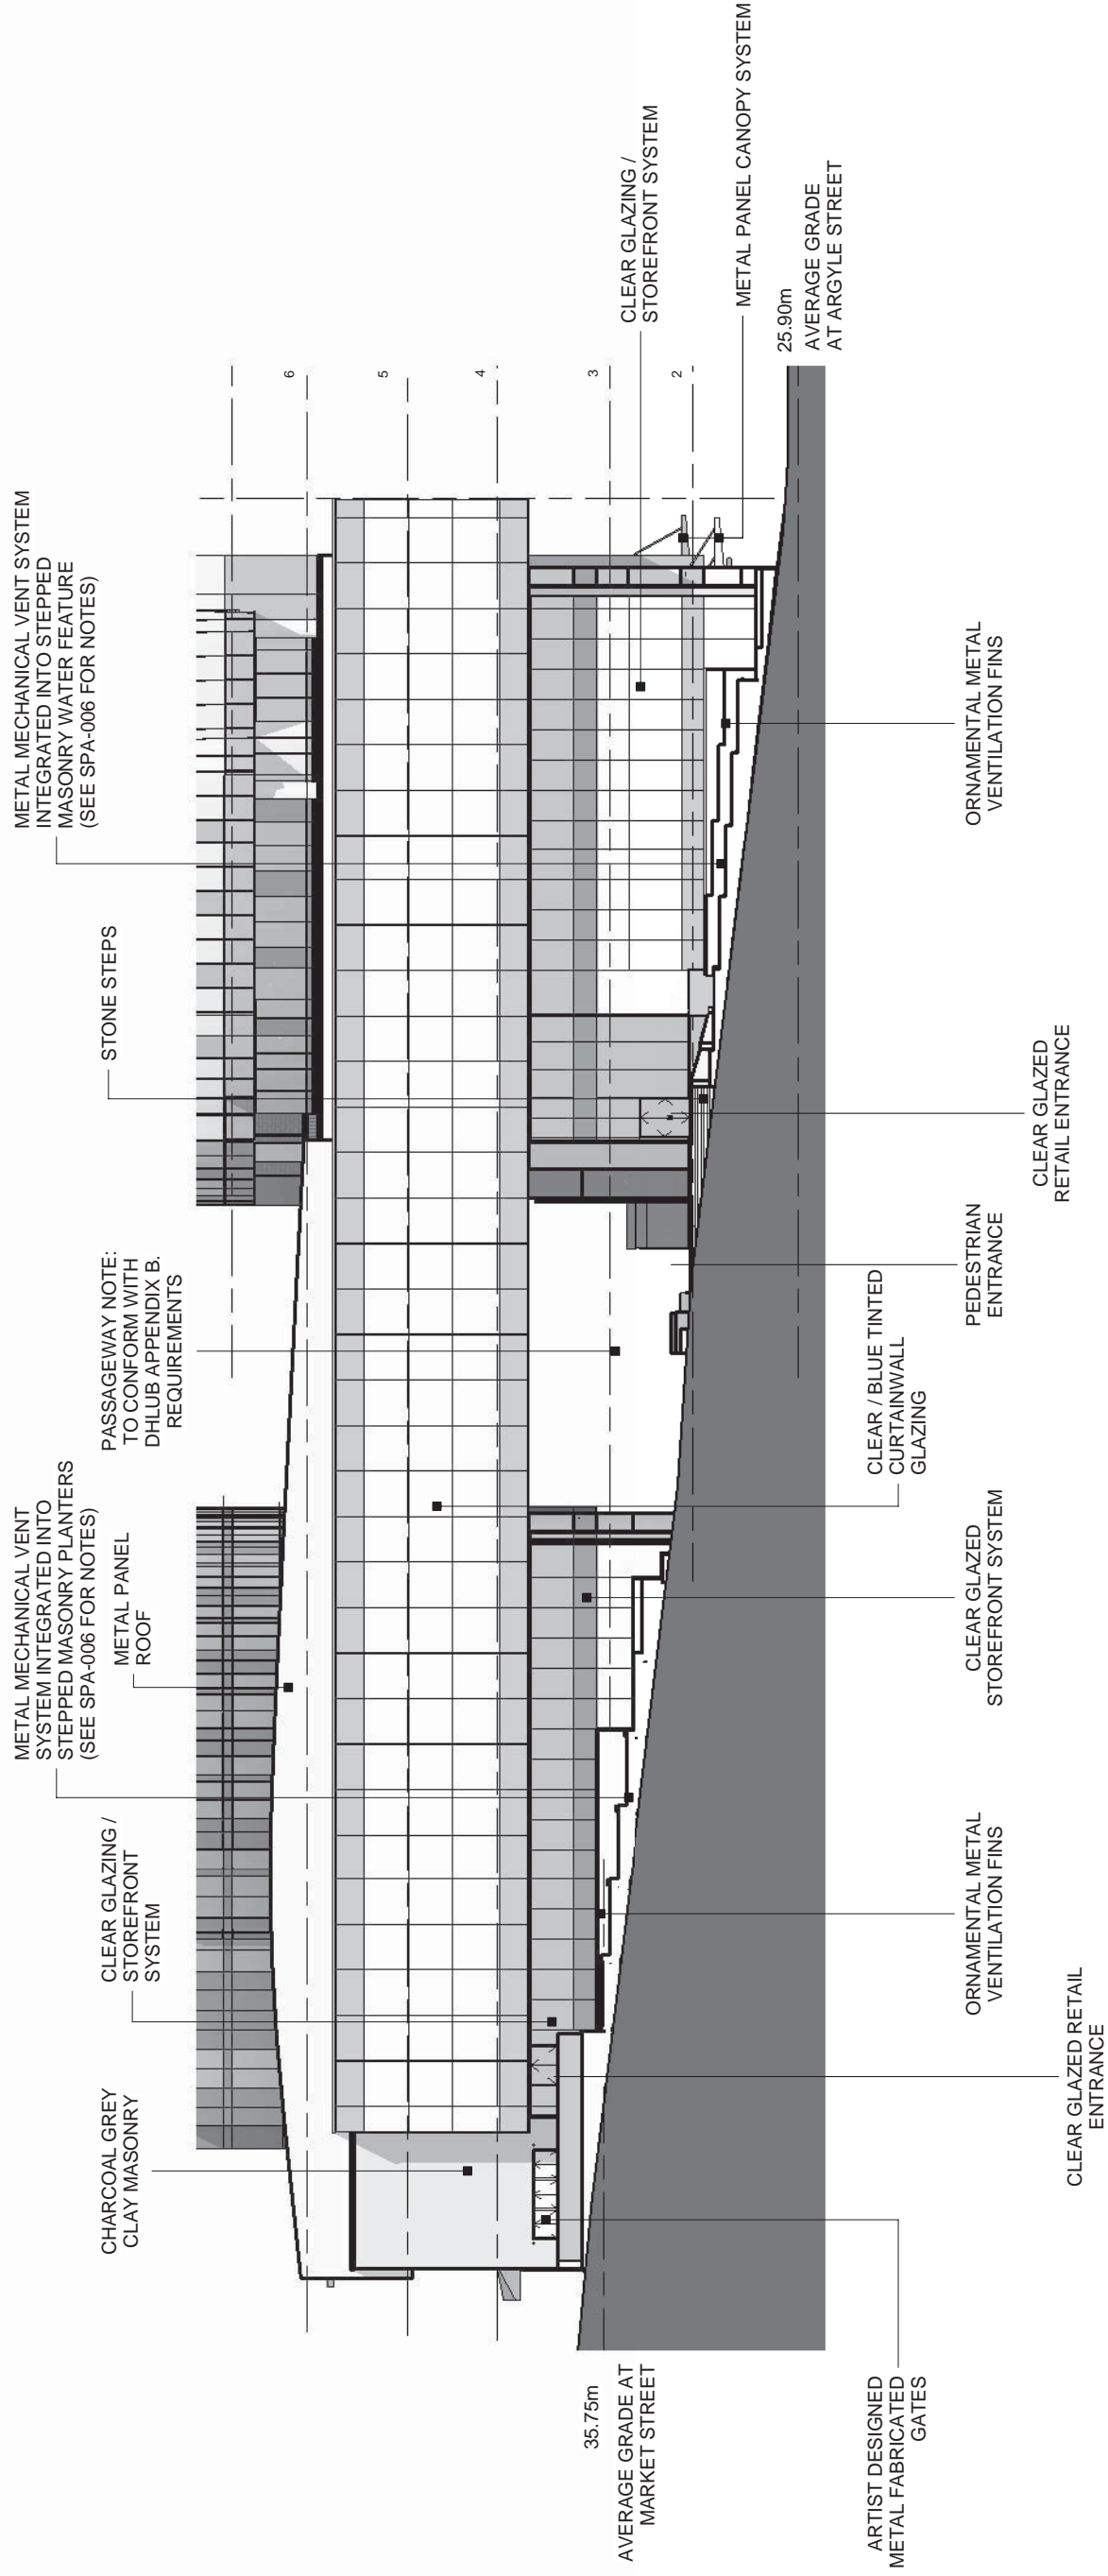 CHARCOAL GREY
CLAY MASONRY
CLEAR GLAZING /
STOREFRONT
SYSTEM
METAL MECHANICAL VENT
SYSTEM INTEGRATED INTO
STEPPED MASONRY PLANTERS
(SEE SPA-006 FOR NOTES)
METAL PANEL
ROOF
PASSAGEWAY NOTE:
TO CONFORM WITH
DHLUB APPENDIX B.
REQUIREMENTS
STONE STEPS
METAL MECHANICAL VENT SYSTEM
INTEGRATED INTO STEPPED
MASONRY WATER FEATURE
(SEE SPA-006 FOR NOTES)
6
5
4
3
2
CLEAR GLAZING /
STOREFRONT SYSTEM
METAL PANEL CANOPY SYSTEM
25.90m
AVERAGE GRADE
AT ARGYLE STREET
35.75m
AVERAGE GRADE AT
MARKET STREET
ARTIST DESIGNED
METAL FABRICATED
GATES
CLEAR GLAZED RETAIL
ENTRANCE
ORNAMENTAL METAL
VENTILATION FINS
CLEAR GLAZED
STOREFRONT SYSTEM
CLEAR / BLUE TINTED
CURTAINWALL
GLAZING
PEDESTRIAN
ENTRANCE
CLEAR GLAZED
RETAIL ENTRANCE
ORNAMENTAL METAL
VENTILATION FINS